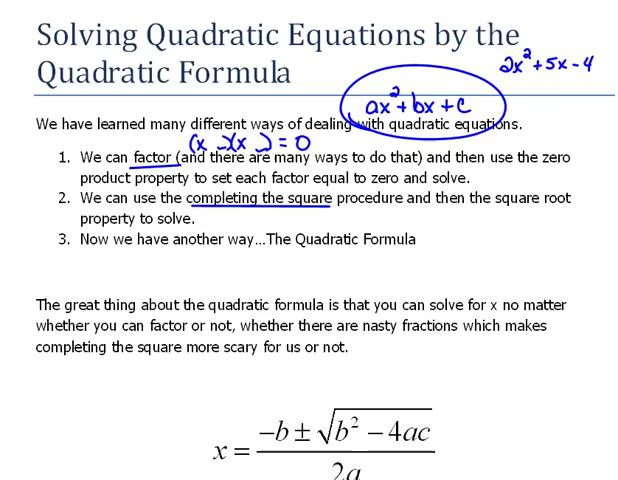 Solving Quadratic Equations by the
2x² + 5x - 4
Quadratic Formula
ax² + bx + c
We have learned many different ways of dealing with quadratic equations.
(x _)(x _) = 0
1. We can factor (and there are many ways to do that) and then use the zero
product property to set each factor equal to zero and solve.
2. We can use the completing the square procedure and then the square root
property to solve.
3. Now we have another way...The Quadratic Formula
The great thing about the quadratic formula is that you can solve for x no matter
whether you can factor or not, whether there are nasty fractions which makes
completing the square more scary for us or not.
x = (-b ± √(b² - 4ac)) / 2a